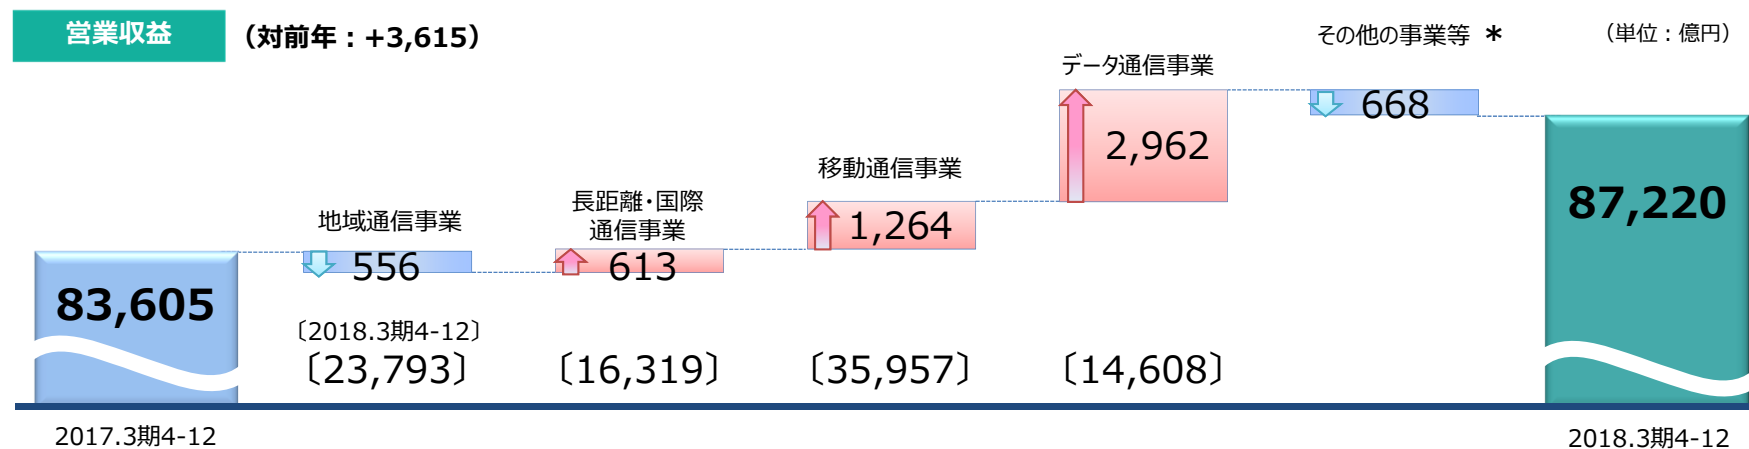 営業収益
（対前年：+3,615）
その他の事業等 *
（単位：億円）
データ通信事業
668
2,962
移動通信事業
長距離・国際
通信事業
地域通信事業
1,264
87,220
556
613
83,605
〔2018.3期4-12〕
〔23,793〕
〔16,319〕
〔35,957〕
〔14,608〕
2017.3期4-12
2018.3期4-12